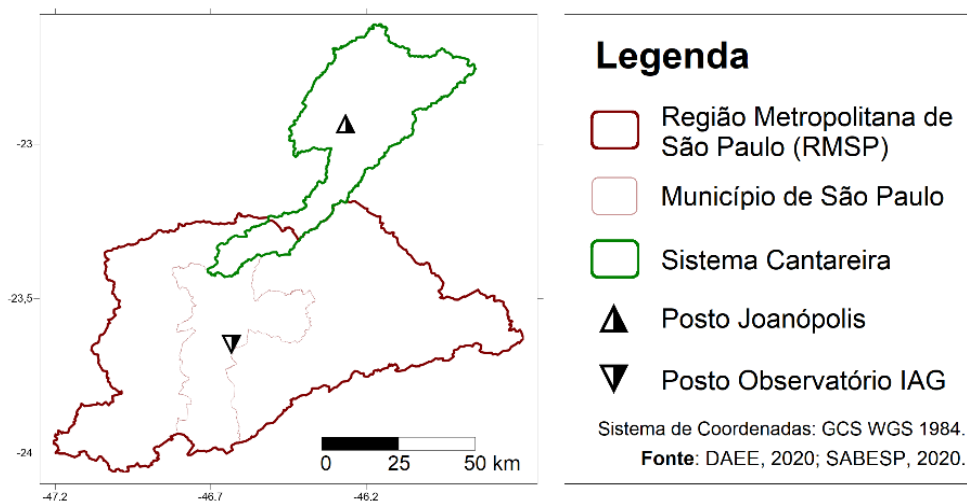 -23
-23,5
-24
-47.2
-46.7
-46.2
0
25
50 km
Legenda
Região Metropolitana de
São Paulo (RMSP)
Município de São Paulo
Sistema Cantareira
Posto Joanópolis
Posto Observatório IAG
Sistema de Coordenadas: GCS WGS 1984.
Fonte: DAEE, 2020; SABESP, 2020.